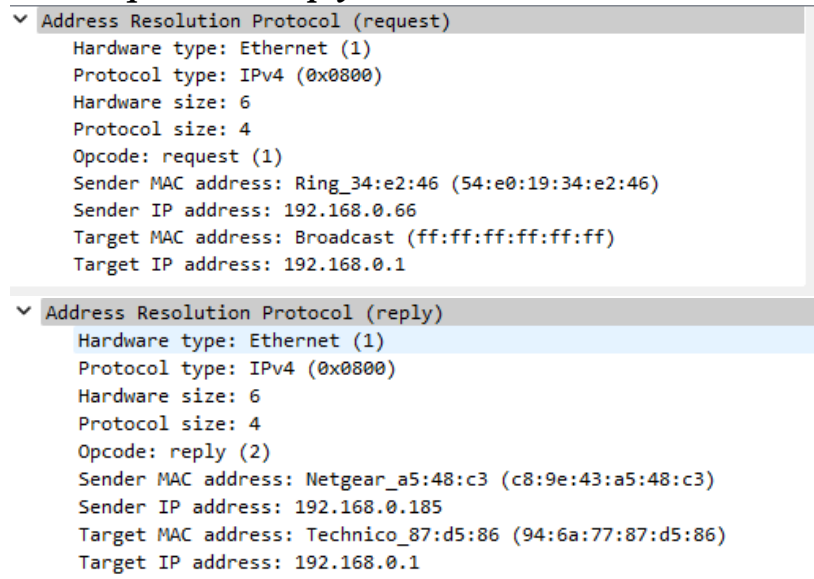 Address Resolution Protocol (request)
Hardware type: Ethernet (1)
Protocol type: IPv4 (0x0800)
Hardware size: 6
Protocol size: 4
Opcode: request (1)
Sender MAC address: Ring_34:e2:46 (54:e0:19:34:e2:46)
Sender IP address: 192.168.0.66
Target MAC address: Broadcast (ff:ff:ff:ff:ff:ff)
Target IP address: 192.168.0.1
Address Resolution Protocol (reply)
Hardware type: Ethernet (1)
Protocol type: IPv4 (0x0800)
Hardware size: 6
Protocol size: 4
Opcode: reply (2)
Sender MAC address: Netgear_a5:48:c3 (c8:9e:43:a5:48:c3)
Sender IP address: 192.168.0.185
Target MAC address: Technico_87:d5:86 (94:6a:77:87:d5:86)
Target IP address: 192.168.0.1